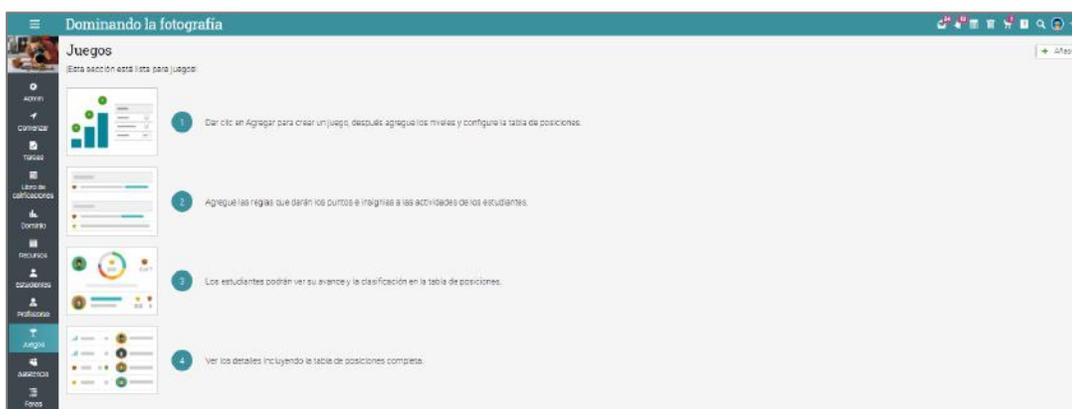 Dominando la fotografía
Juegos
¡Esta sección está lista para juegos!
Añad
Admin
Comenzar
Tareas
Libro de
calificaciones
Dominio
Recursos
Estudiantes
Profesores
Juegos
Asistencia
Foros
1 Dar clic en Agregar para crear un juego, después agregue los niveles y configure la tabla de posiciones.
2 Agregue las reglas que darán los puntos e insignias a las actividades de los estudiantes.
3 Los estudiantes podrán ver su avance y la clasificación en la tabla de posiciones.
4 Ver los detalles incluyendo la tabla de posiciones completa.